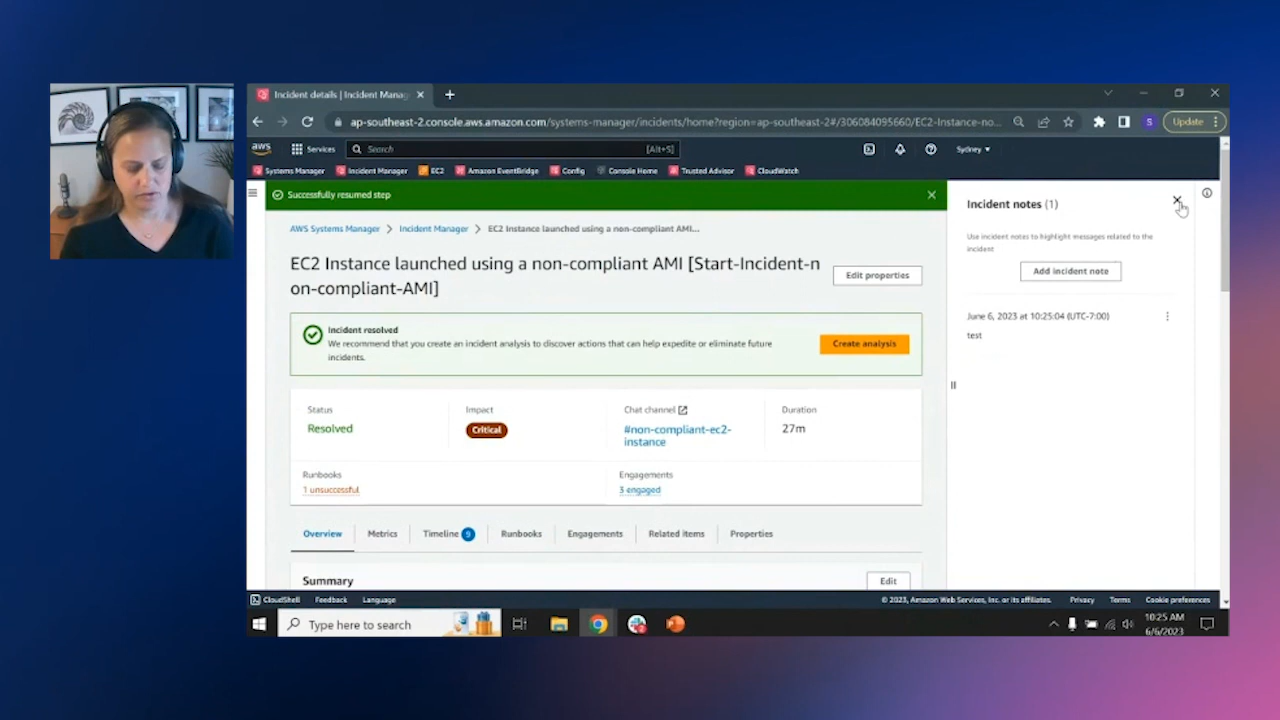 Incident details | Incident Manag
ap-southeast-2.console.aws.amazon.com/systems-manager/incidents/home?region=ap-southeast-2#/306084095660/EC2-Instance-no...
Update
aws
Services
Search
[Alt+S]
Sydney
Systems Manager
Incident Manager
EC2
Amazon EventBridge
Config
Console Home
Trusted Advisor
CloudWatch
Successfully resumed step
AWS Systems Manager
Incident Manager
EC2 Instance launched using a non-compliant AMI...
EC2 Instance launched using a non-compliant AMI [Start-Incident-n
on-compliant-AMI]
Edit properties
Incident resolved
We recommend that you create an incident analysis to discover actions that can help expedite or eliminate future
incidents.
Create analysis
Status
Resolved
Impact
Critical
Chat channel
#non-compliant-ec2-
instance
Duration
27m
Runbooks
1 unsuccessful
Engagements
3 engaged
Overview
Metrics
Timeline 9
Runbooks
Engagements
Related items
Properties
Summary
Edit
Incident notes (1)
Use incident notes to highlight messages related to the
incident
Add incident note
June 6, 2023 at 10:25:04 (UTC-7:00)
test
CloudShell
Feedback
Language
© 2023, Amazon Web Services, Inc. or its affiliates.
Privacy
Terms
Cookie preferences
Type here to search
10:25 AM
6/6/2023